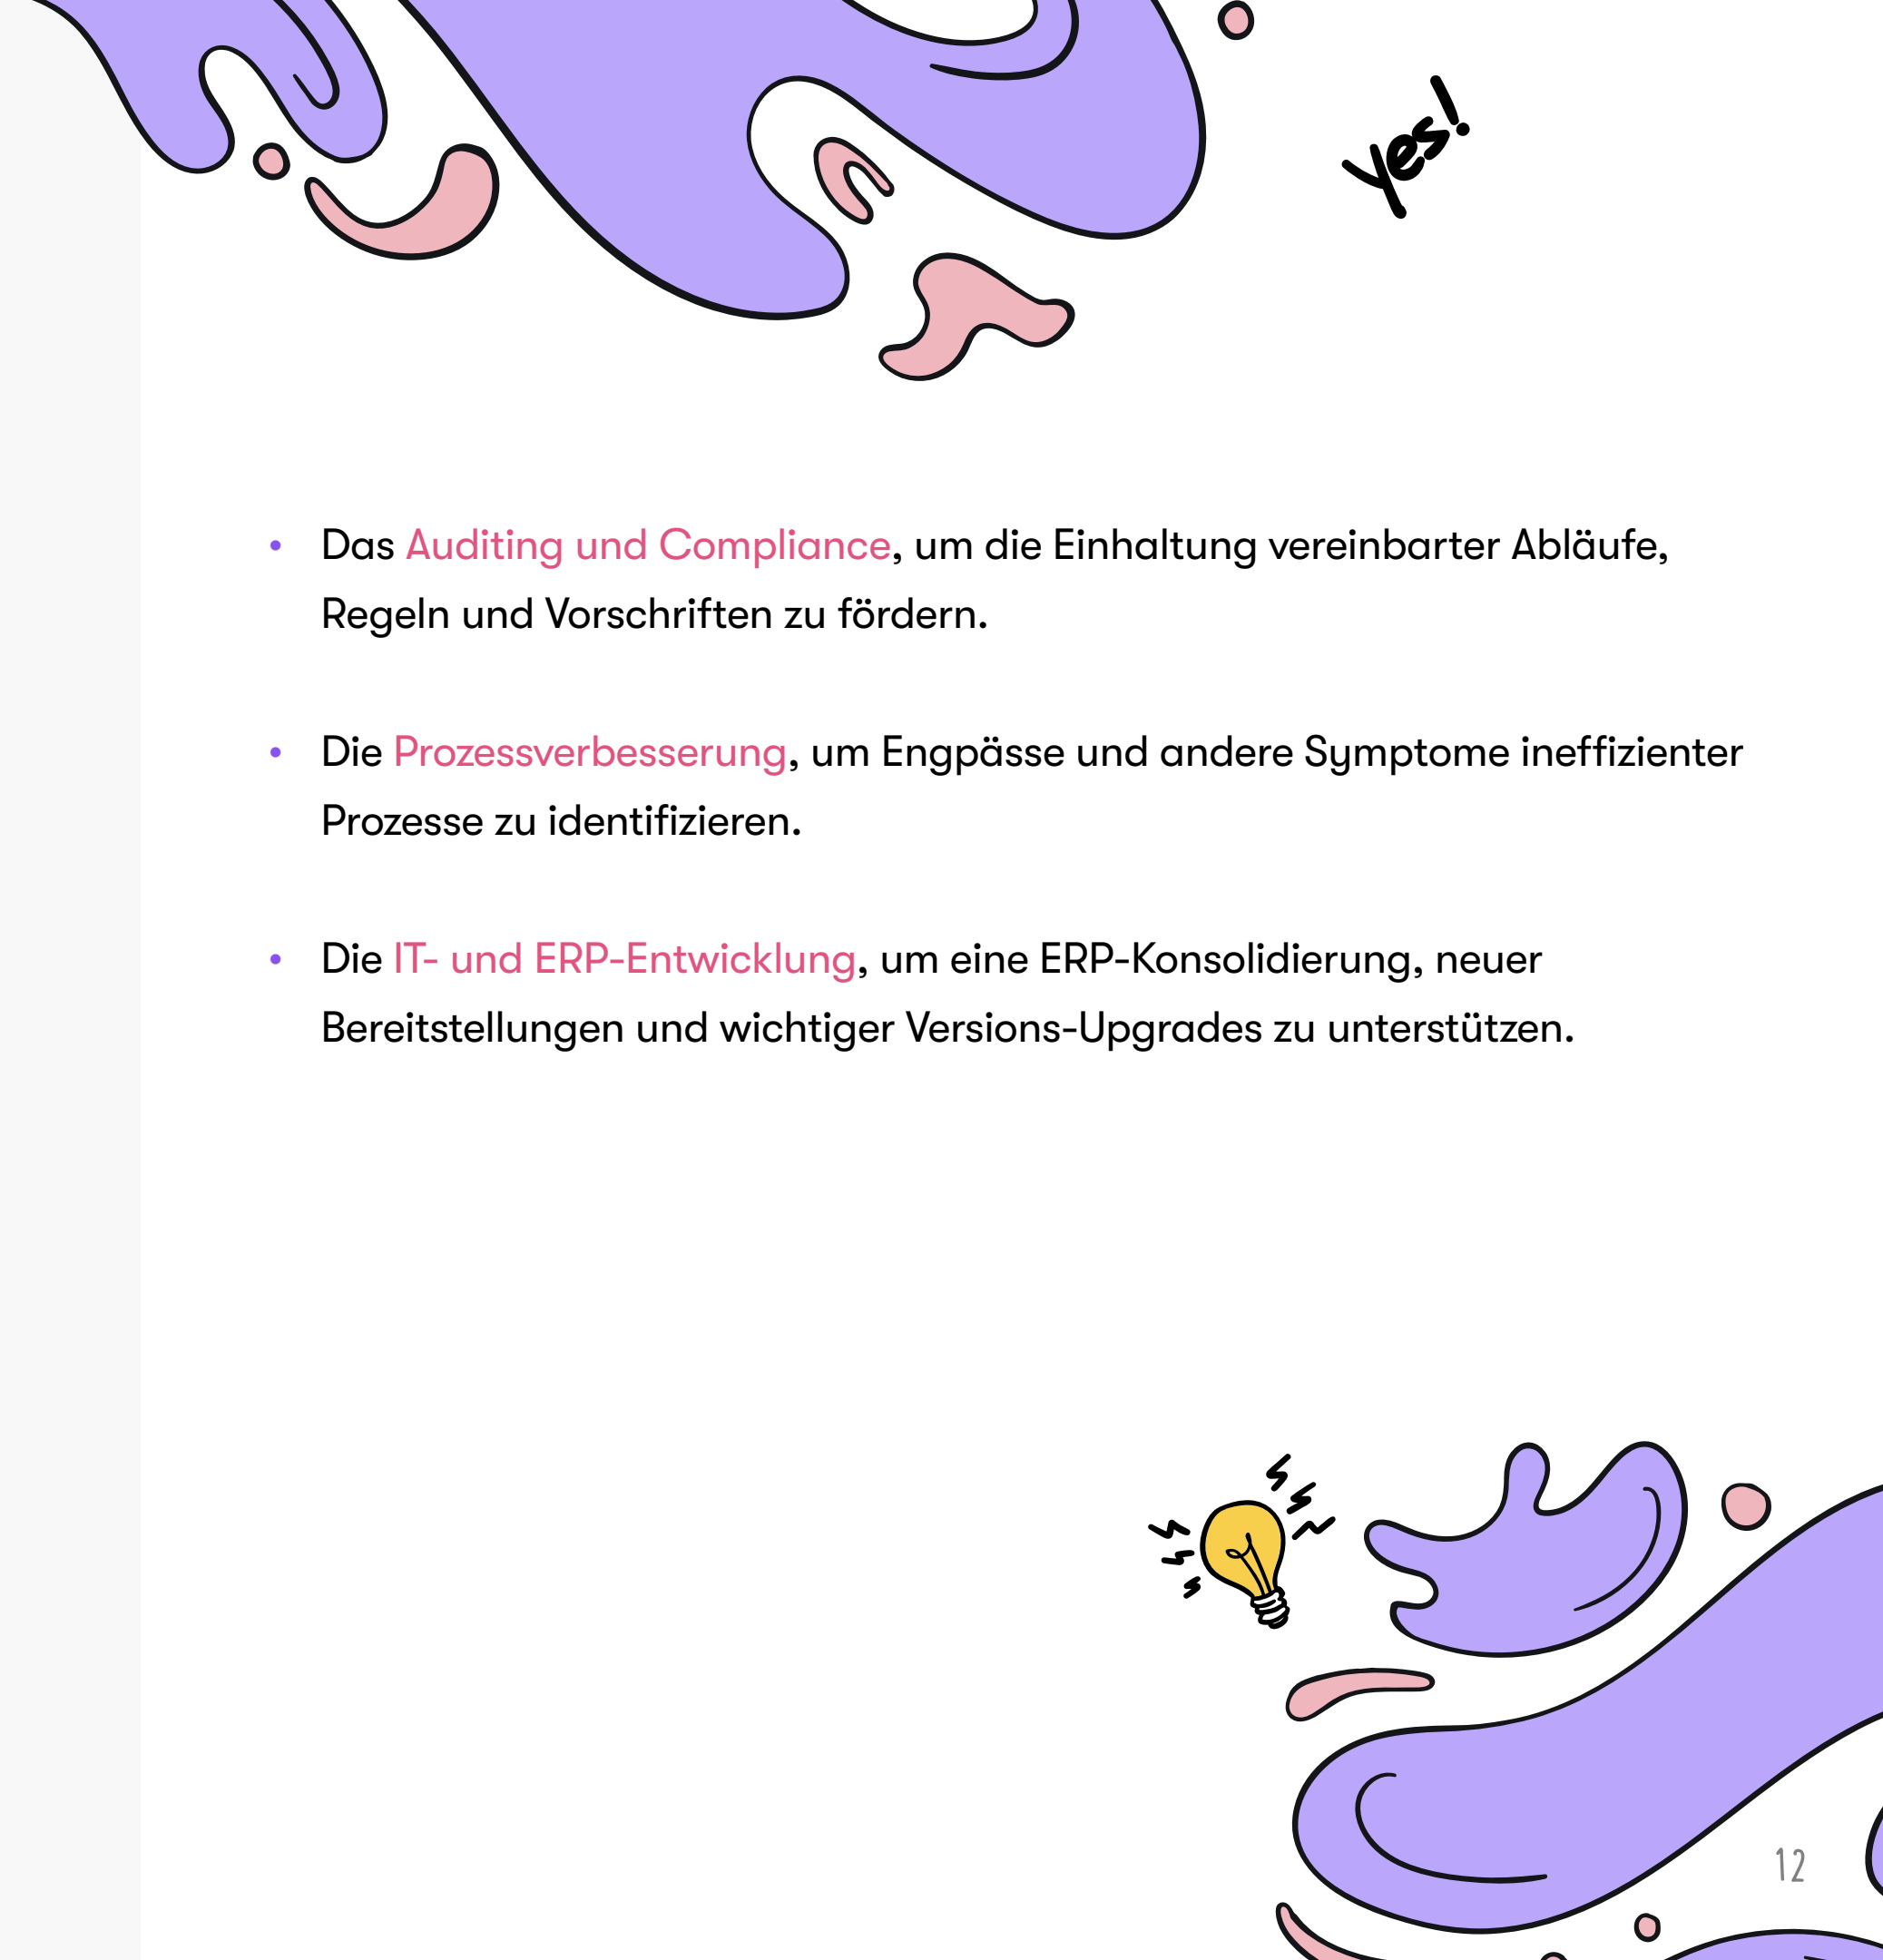 Yes!
• Das Auditing und Compliance, um die Einhaltung vereinbarter Abläufe,
Regeln und Vorschriften zu fördern.
• Die Prozessverbesserung, um Engpässe und andere Symptome ineffizienter
Prozesse zu identifizieren.
• Die IT- und ERP-Entwicklung, um eine ERP-Konsolidierung, neuer
Bereitstellungen und wichtiger Versions-Upgrades zu unterstützen.
12